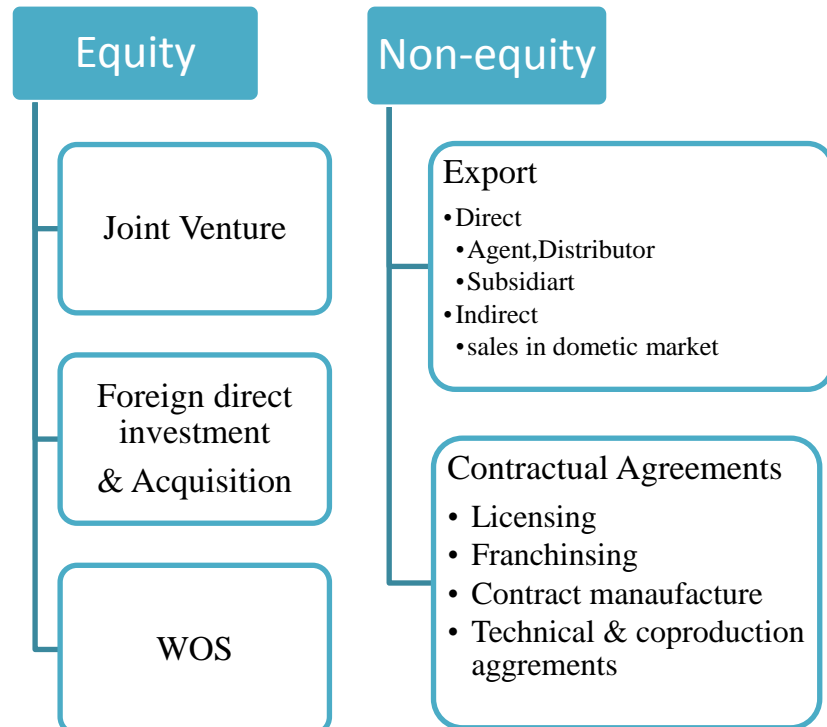 Equity
Joint Venture
Foreign direct
investment
& Acquisition
WOS
Non-equity
Export
•Direct
•Agent,Distributor
•Subsidiart
•Indirect
•sales in dometic market
Contractual Agreements
• Licensing
• Franchinsing
• Contract manaufacture
• Technical & coproduction
aggrements